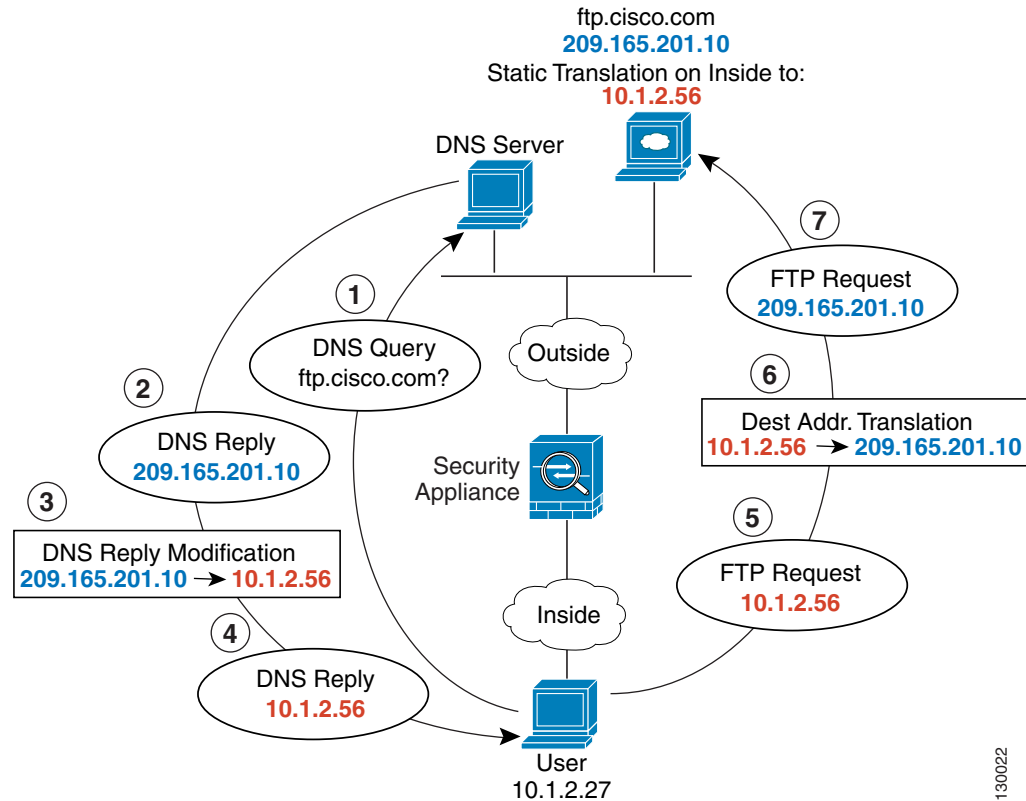 ftp.cisco.com
209.165.201.10
Static Translation on Inside to:
10.1.2.56
DNS Server
7
FTP Request
209.165.201.10
1
DNS Query
ftp.cisco.com?
Outside
2
DNS Reply
209.165.201.10
6
Dest Addr. Translation
10.1.2.56 → 209.165.201.10
Security
Appliance
3
DNS Reply Modification
209.165.201.10 → 10.1.2.56
5
FTP Request
10.1.2.56
Inside
4
DNS Reply
10.1.2.56
User
10.1.2.27
130022